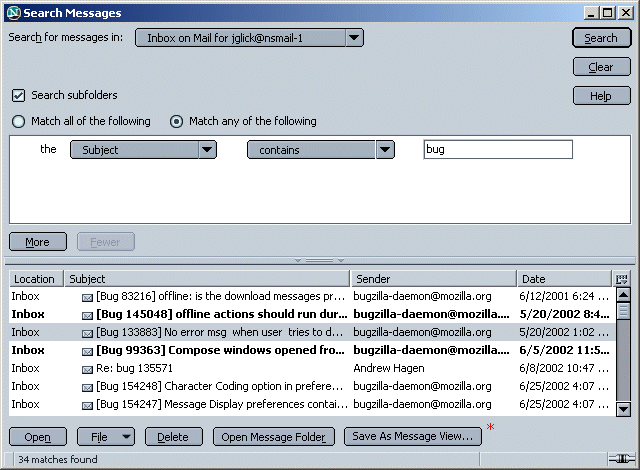 Search Messages
Search for messages in: Inbox on Mail for jglick@nsmail-1 Search
Clear
Search subfolders Help
Match all of the following Match any of the following
the Subject contains bug
More Fewer
Location Subject Sender Date
Inbox [Bug 83216] offline: is the download messages pr... bugzilla-daemon@mozilla.org 6/12/2001 6:24 ...
Inbox [Bug 145048] offline actions should run dur... bugzilla-daemon@mozilla.... 5/20/2002 8:4...
Inbox [Bug 133883] No error msg when user tries to d... bugzilla-daemon@mozilla.org 5/20/2002 1:02 ...
Inbox [Bug 99363] Compose windows opened fro... bugzilla-daemon@mozilla.... 6/5/2002 11:5...
Inbox Re: bug 135571 Andrew Hagen 6/8/2002 10:47 ...
Inbox [Bug 154248] Character Coding option in prefere... bugzilla-daemon@mozilla.org 6/25/2002 4:07 ...
Inbox [Bug 154247] Message Display preferences contai... bugzilla-daemon@mozilla.org 6/25/2002 4:07 ...
Open File Delete Open Message Folder Save As Message View... *
34 matches found